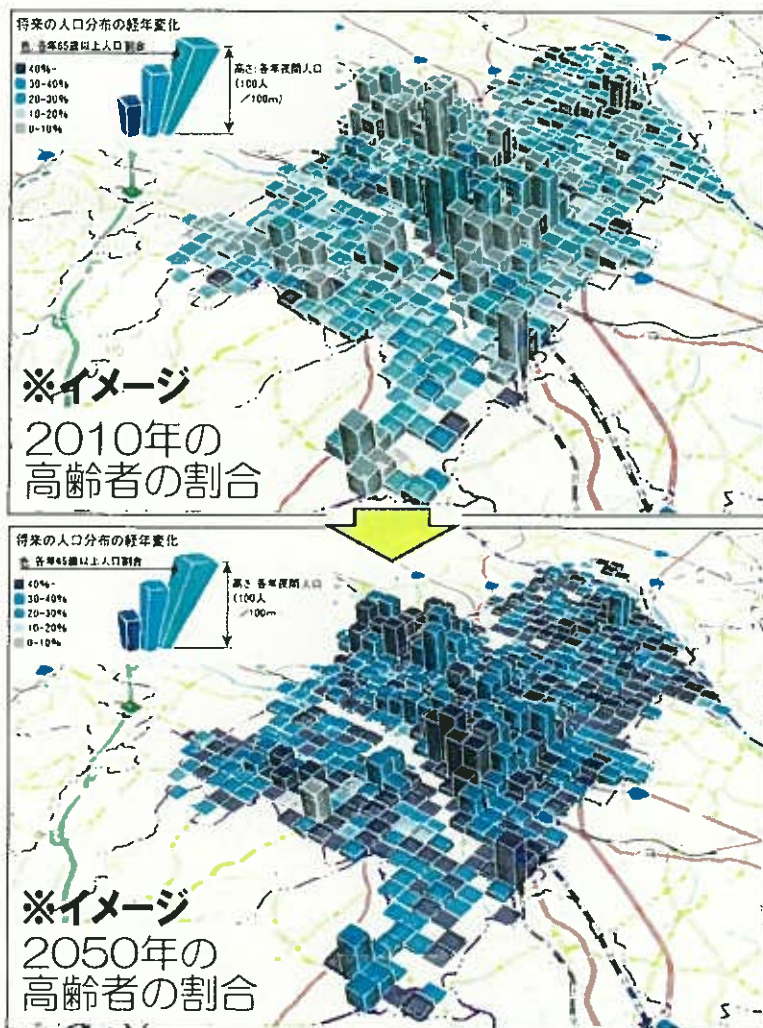 将来の人口分布の経年変化
色:各年65歳以上人口割合
40%-
30-40%
20-30%
10-20%
0-10%
高さ:各年夜間人口
(100人
/100m)
※イメージ
2010年の
高齢者の割合
将来の人口分布の経年変化
色 各年65歳以上人口割合
40%-
30-40%
20-30%
10-20%
0-10%
高さ 各年夜間人口
(100人
/100m
※イメージ
2050年の
高齢者の割合